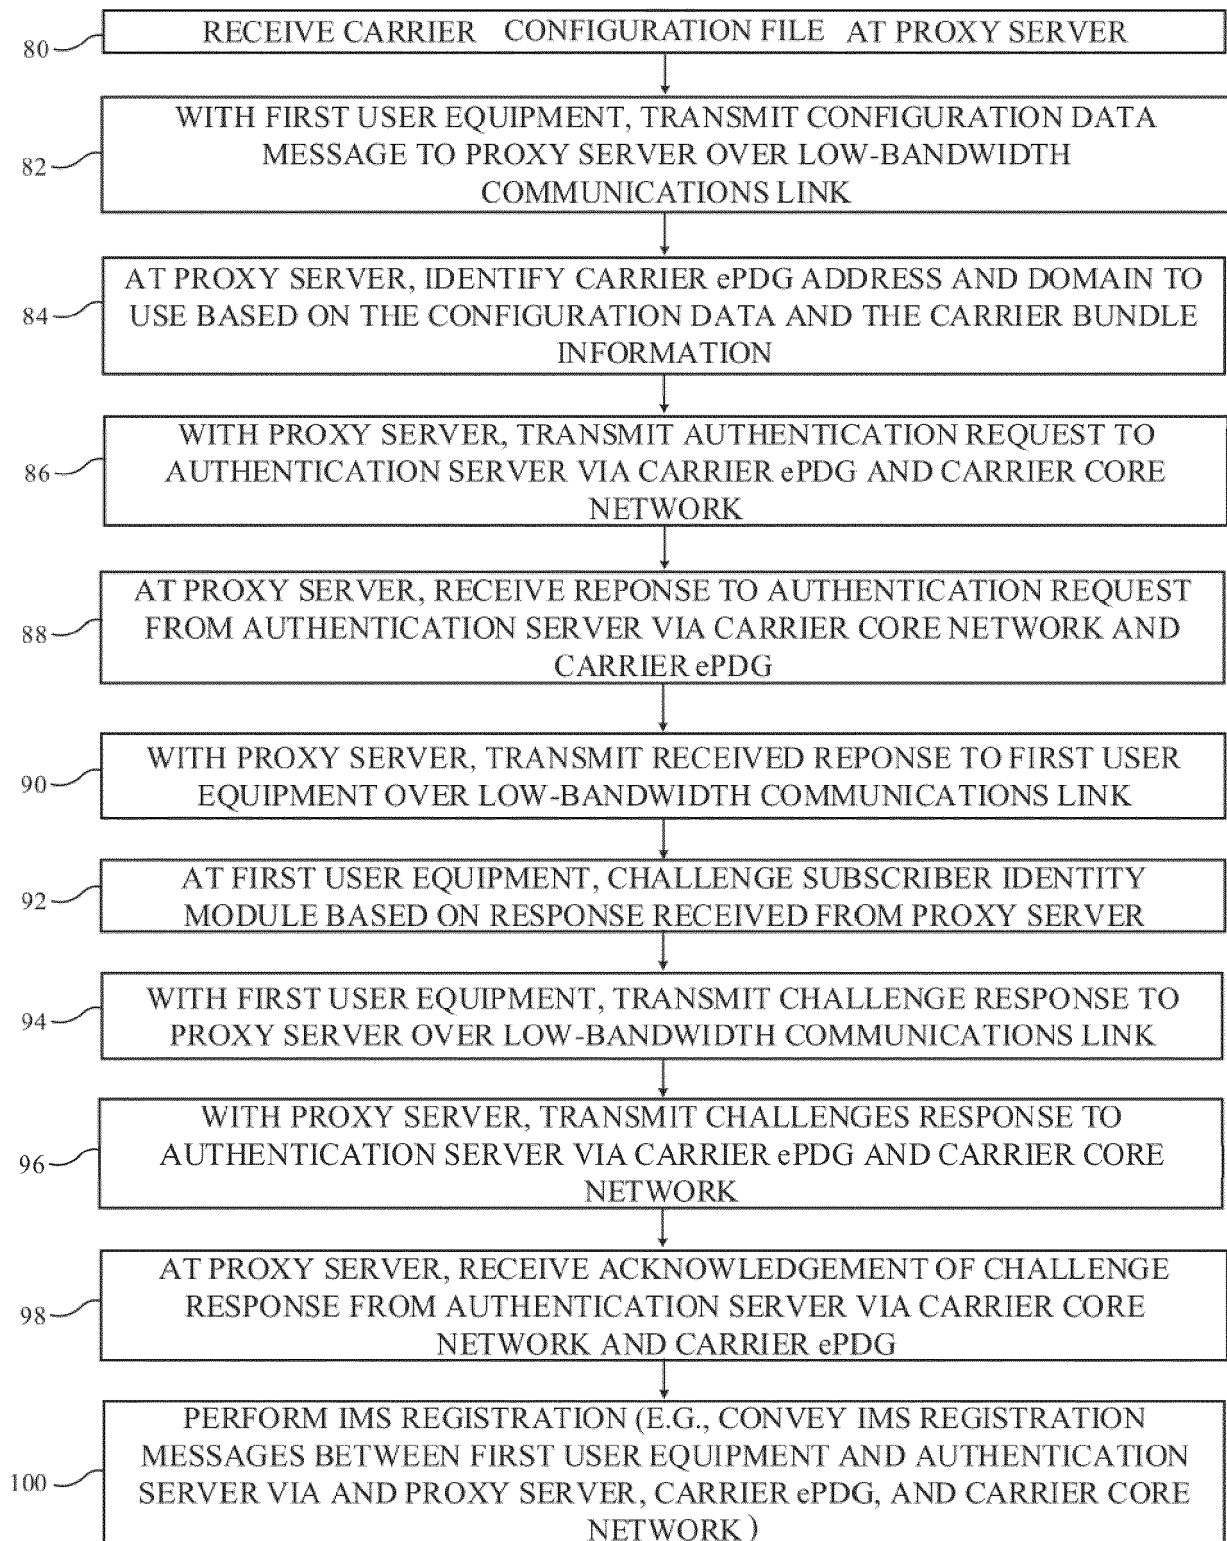 80
RECEIVE CARRIER CONFIGURATION FILE AT PROXY SERVER
82
WITH FIRST USER EQUIPMENT, TRANSMIT CONFIGURATION DATA
MESSAGE TO PROXY SERVER OVER LOW-BANDWIDTH
COMMUNICATIONS LINK
84
AT PROXY SERVER, IDENTIFY CARRIER ePDG ADDRESS AND DOMAIN TO
USE BASED ON THE CONFIGURATION DATA AND THE CARRIER BUNDLE
INFORMATION
86
WITH PROXY SERVER, TRANSMIT AUTHENTICATION REQUEST TO
AUTHENTICATION SERVER VIA CARRIER ePDG AND CARRIER CORE
NETWORK
88
AT PROXY SERVER, RECEIVE REPONSE TO AUTHENTICATION REQUEST
FROM AUTHENTICATION SERVER VIA CARRIER CORE NETWORK AND
CARRIER ePDG
90
WITH PROXY SERVER, TRANSMIT RECEIVED REPONSE TO FIRST USER
EQUIPMENT OVER LOW-BANDWIDTH COMMUNICATIONS LINK
92
AT FIRST USER EQUIPMENT, CHALLENGE SUBSCRIBER IDENTITY
MODULE BASED ON RESPONSE RECEIVED FROM PROXY SERVER
94
WITH FIRST USER EQUIPMENT, TRANSMIT CHALLENGE RESPONSE TO
PROXY SERVER OVER LOW-BANDWIDTH COMMUNICATIONS LINK
96
WITH PROXY SERVER, TRANSMIT CHALLENGES RESPONSE TO
AUTHENTICATION SERVER VIA CARRIER ePDG AND CARRIER CORE
NETWORK
98
AT PROXY SERVER, RECEIVE ACKNOWLEDGEMENT OF CHALLENGE
RESPONSE FROM AUTHENTICATION SERVER VIA CARRIER CORE
NETWORK AND CARRIER ePDG
100
PERFORM IMS REGISTRATION (E.G., CONVEY IMS REGISTRATION
MESSAGES BETWEEN FIRST USER EQUIPMENT AND AUTHENTICATION
SERVER VIA AND PROXY SERVER, CARRIER ePDG, AND CARRIER CORE
NETWORK)